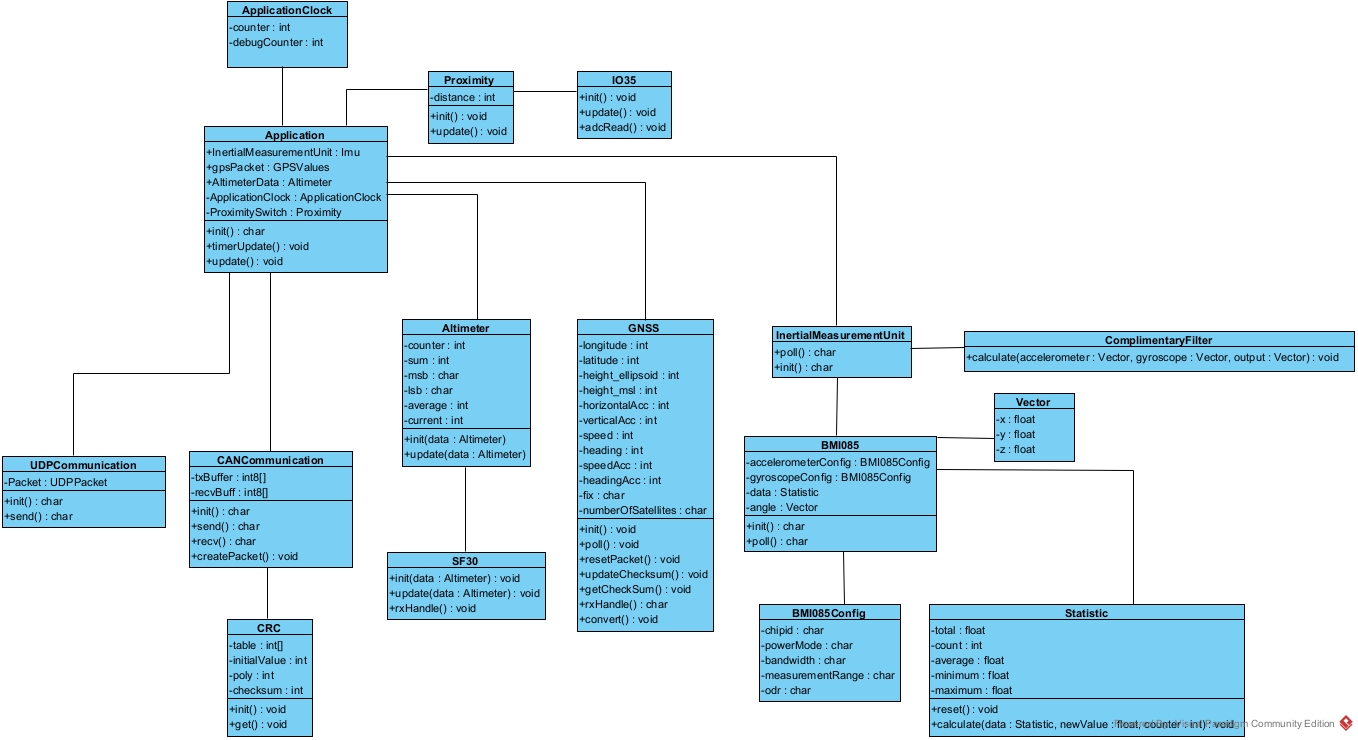 ApplicationClock
-counter : int
-debugCounter : int
Proximity
-distance : int
+init() : void
+update() : void
IO35
+init() : void
+update() : void
+adcRead() : void
Application
+InertialMeasurementUnit : Imu
+gpsPacket : GPSValues
+AltimeterData : Altimeter
-ApplicationClock : ApplicationClock
-ProximitySwitch : Proximity
+init() : char
+timerUpdate() : void
+update() : void
Altimeter
-counter : int
-sum : int
-msb : char
-lsb : char
-average : int
-current : int
+init(data : Altimeter)
+update(data : Altimeter)
GNSS
-longitude : int
-latitude : int
-height_ellipsoid : int
-height_msl : int
-horizontalAcc : int
-verticalAcc : int
-speed : int
-heading : int
-speedAcc : int
-headingAcc : int
-fix : char
-numberOfSatellites : char
+init() : void
+poll() : void
+resetPacket() : void
+updateChecksum() : void
+getCheckSum() : void
+rxHandle() : char
+convert() : void
InertialMeasurementUnit
+poll() : char
+init() : char
ComplimentaryFilter
+calculate(accelerometer : Vector, gyroscope : Vector, output : Vector) : void
Vector
-x : float
-y : float
-z : float
BMI085
-accelerometerConfig : BMI085Config
-gyroscopeConfig : BMI085Config
-data : Statistic
-angle : Vector
+init() : char
+poll() : char
UDPCommunication
-Packet : UDPPacket
+init() : char
+send() : char
CANCommunication
-txBuffer : int8[]
-recvBuff : int8[]
+init() : char
+send() : char
+recv() : char
+createPacket() : void
SF30
+init(data : Altimeter) : void
+update(data : Altimeter) : void
+rxHandle() : void
CRC
-table : int[]
-initialValue : int
-poly : int
-checksum : int
+init() : void
+get() : void
BMI085Config
-chipid : char
-powerMode : char
-bandwidth : char
-measurementRange : char
-odr : char
Statistic
-total : float
-count : int
-average : float
-minimum : float
-maximum : float
+reset() : void
+calculate(data : Statistic, newValue : float, counter : int) : void
Powered By Visual Paradigm Community Edition